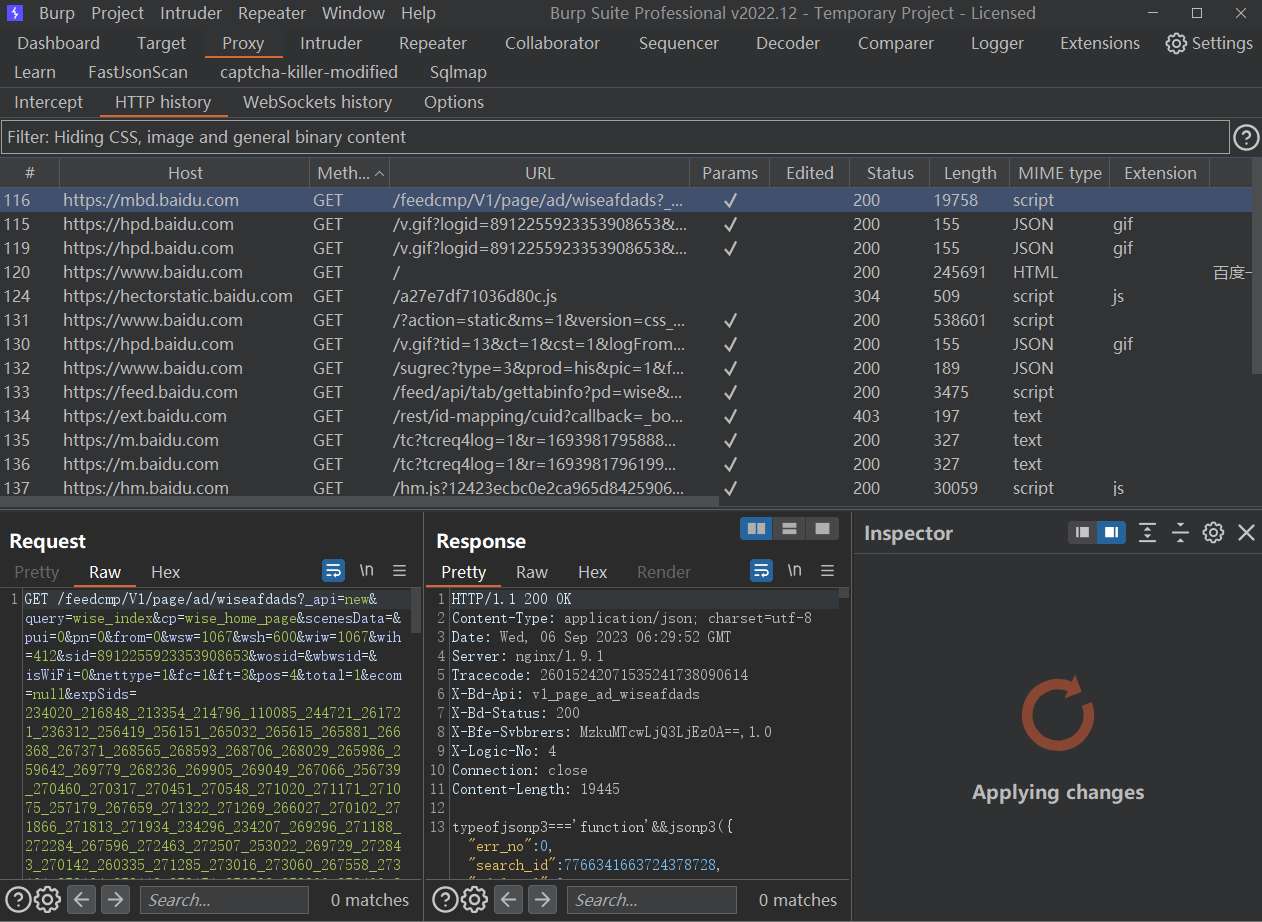 Burp Project Intruder Repeater Window Help Burp Suite Professional v2022.12 - Temporary Project - Licensed
Dashboard Target Proxy Intruder Repeater Collaborator Sequencer Decoder Comparer Logger Extensions Settings
Learn FastJsonScan captcha-killer-modified Sqlmap
Intercept HTTP history WebSockets history Options
Filter: Hiding CSS, image and general binary content
# Host Meth... URL Params Edited Status Length MIME type Extension
116 https://mbd.baidu.com GET /feedcmp/V1/page/ad/wiseafdads?_... ✓ 200 19758 script
115 https://hpd.baidu.com GET /v.gif?logid=8912255923353908653&... ✓ 200 155 JSON gif
119 https://hpd.baidu.com GET /v.gif?logid=8912255923353908653&... ✓ 200 155 JSON gif
120 https://www.baidu.com GET / 200 245691 HTML 百度一
124 https://hectorstatic.baidu.com GET /a27e7df71036d80c.js 304 509 script js
131 https://www.baidu.com GET /?action=static&ms=1&version=css_... ✓ 200 538601 script
130 https://hpd.baidu.com GET /v.gif?tid=13&ct=1&cst=1&logFrom... ✓ 200 155 JSON gif
132 https://www.baidu.com GET /sugrec?type=3&prod=his&pic=1&f... ✓ 200 189 JSON
133 https://feed.baidu.com GET /feed/api/tab/gettabinfo?pd=wise&... ✓ 200 3475 script
134 https://ext.baidu.com GET /rest/id-mapping/cuid?callback=_bo... ✓ 403 197 text
135 https://m.baidu.com GET /tc?tcreq4log=1&r=1693981795888... ✓ 200 327 text
136 https://m.baidu.com GET /tc?tcreq4log=1&r=1693981796199... ✓ 200 327 text
137 https://hm.baidu.com GET /hm.js?12423ecbc0e2ca965d8425906... ✓ 200 30059 script js
Request
Pretty Raw Hex \n
1 GET /feedcmp/V1/page/ad/wiseafdads?_api=new&
query=wise_index&cp=wise_home_page&scenesData=&
pui=0&pn=0&from=0&wsw=1067&wsh=600&wiw=1067&wih
=412&sid=8912255923353908653&wosid=&wbwsid=&
isWiFi=0&nettype=1&fc=1&ft=3&pos=4&total=1&ecom
=null&expSids=
234020_216848_213354_214796_110085_244721_26172
1_236312_256419_256151_265032_265615_265881_266
368_267371_268565_268593_268706_268029_265986_2
59642_269779_268236_269905_269049_267066_256739
_270460_270317_270451_270548_271020_271171_2710
75_257179_267659_271322_271269_266027_270102_27
1866_271813_271934_234296_234207_269296_271188_
272284_267596_272463_272507_253022_269729_27284
3_270142_260335_271285_273016_273060_267558_273
Search... 0 matches
Response
Pretty Raw Hex Render \n
1 HTTP/1.1 200 OK
2 Content-Type: application/json; charset=utf-8
3 Date: Wed, 06 Sep 2023 06:29:52 GMT
4 Server: nginx/1.9.1
5 Tracecode: 26015242071535241738090614
6 X-Bd-Api: v1_page_ad_wiseafdads
7 X-Bd-Status: 200
8 X-Bfe-Svbbrers: MzkuMTcwLjQ3LjEz0A==,1.0
9 X-Logic-No: 4
10 Connection: close
11 Content-Length: 19445
12
13 typeofjsonp3==='function'&&jsonp3({
"err_no":0,
"search_id":7766341663724378728,
Search... 0 matches
Inspector
Applying changes